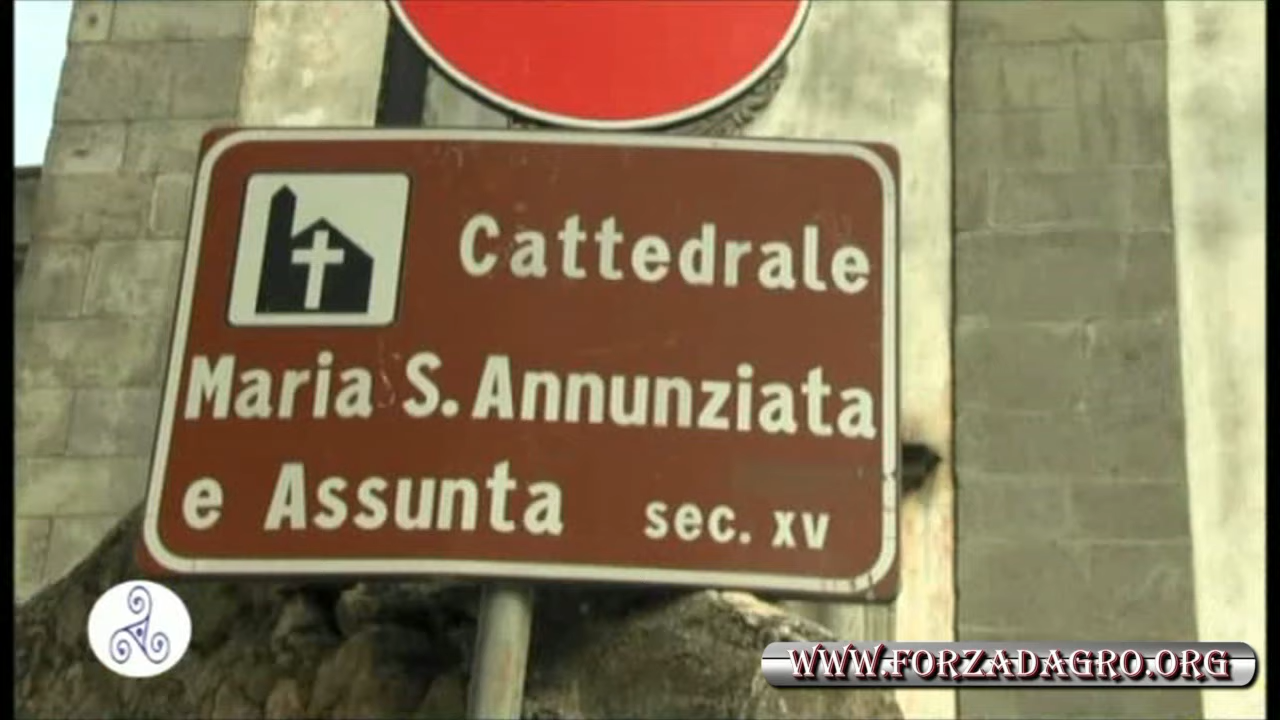 Cattedrale
Maria S. Annunziata
e Assunta sec. XV
WWW.FORZADAGRO.ORG